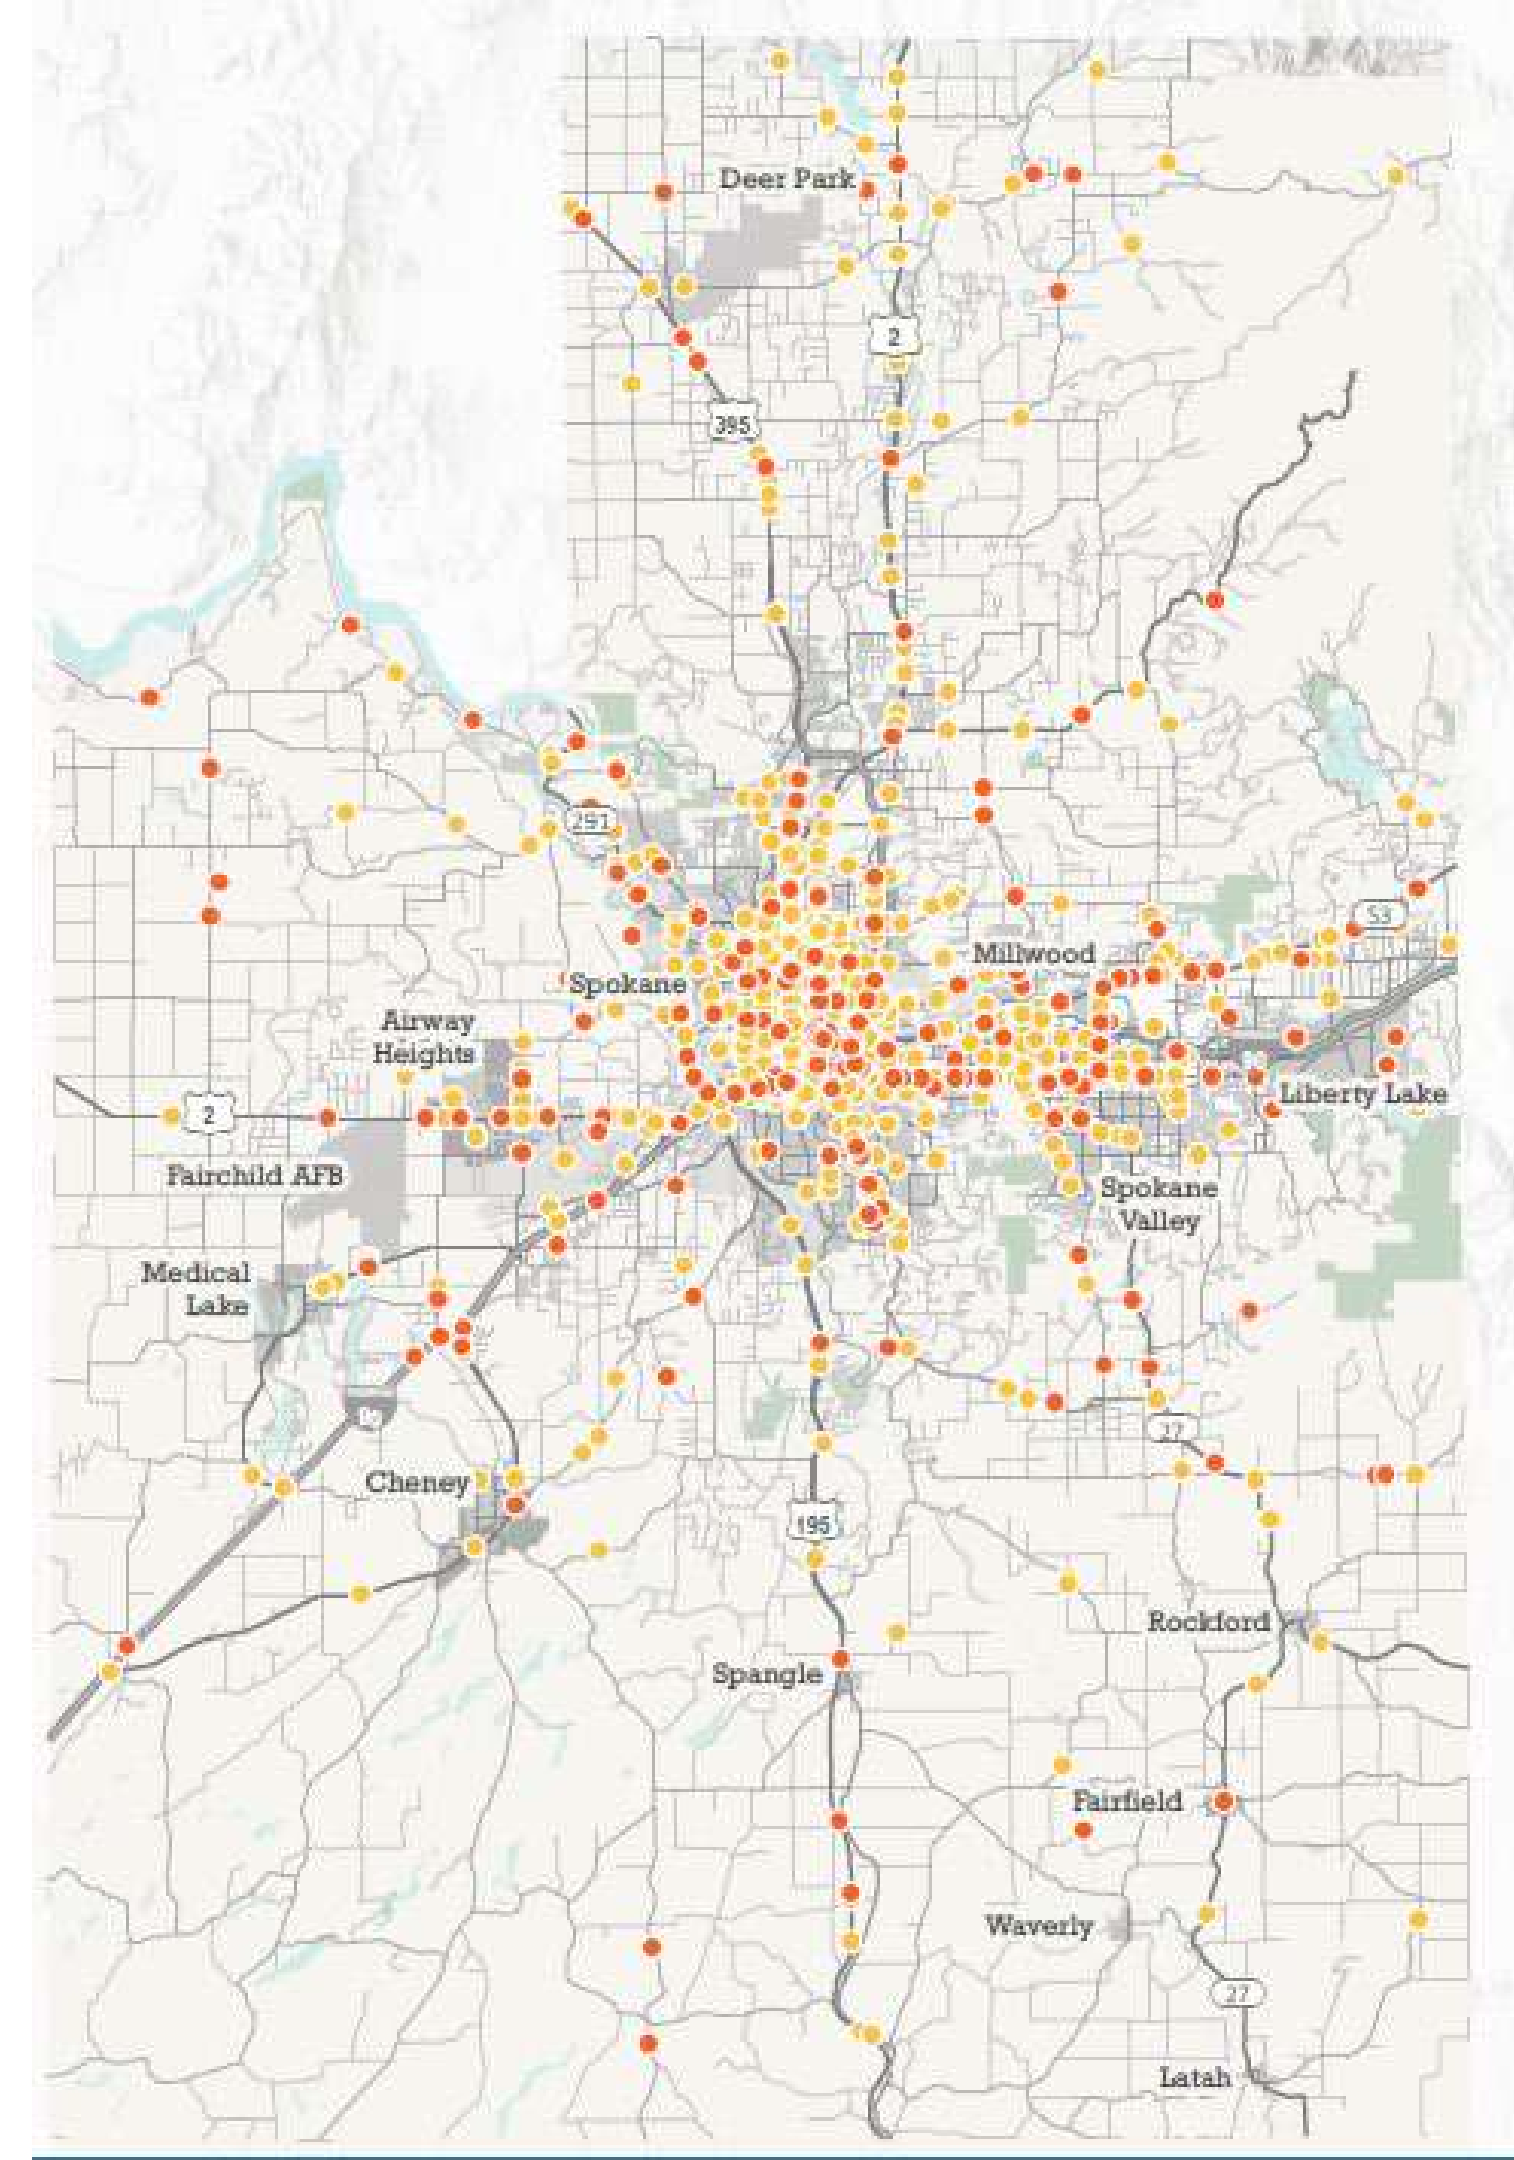 Deer Park
2
395
291
53
Millwood
Spokane
Airway
Heights
Liberty Lake
2
Fairchild AFB
Spokane
Valley
Medical
Lake
27
Cheney
195
Rockford
Spangle
Fairfield
Waverly
27
Latah